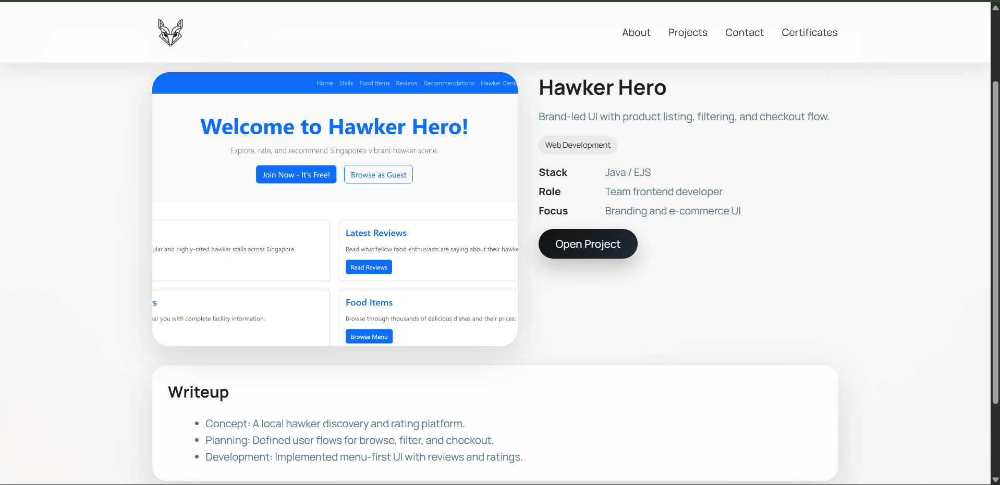 About Projects Contact Certificates
Home Stalls Food Items Reviews Recommendations Hawker Cente
Welcome to Hawker Hero!
Explore, rate, and recommend Singapore's vibrant hawker scene.
Join Now - It's Free! Browse as Guest
ular and highly-rated hawker stalls across Singapore.
Latest Reviews
Read what fellow food enthusiasts are saying about their hawke
Read Reviews
rs
ear you with complete facility information.
Food Items
Browse through thousands of delicious dishes and their prices.
Browse Menu
Hawker Hero
Brand-led UI with product listing, filtering, and checkout flow.
Web Development
Stack Java / EJS
Role Team frontend developer
Focus Branding and e-commerce UI
Open Project
Writeup
Concept: A local hawker discovery and rating platform.
Planning: Defined user flows for browse, filter, and checkout.
Development: Implemented menu-first UI with reviews and ratings.